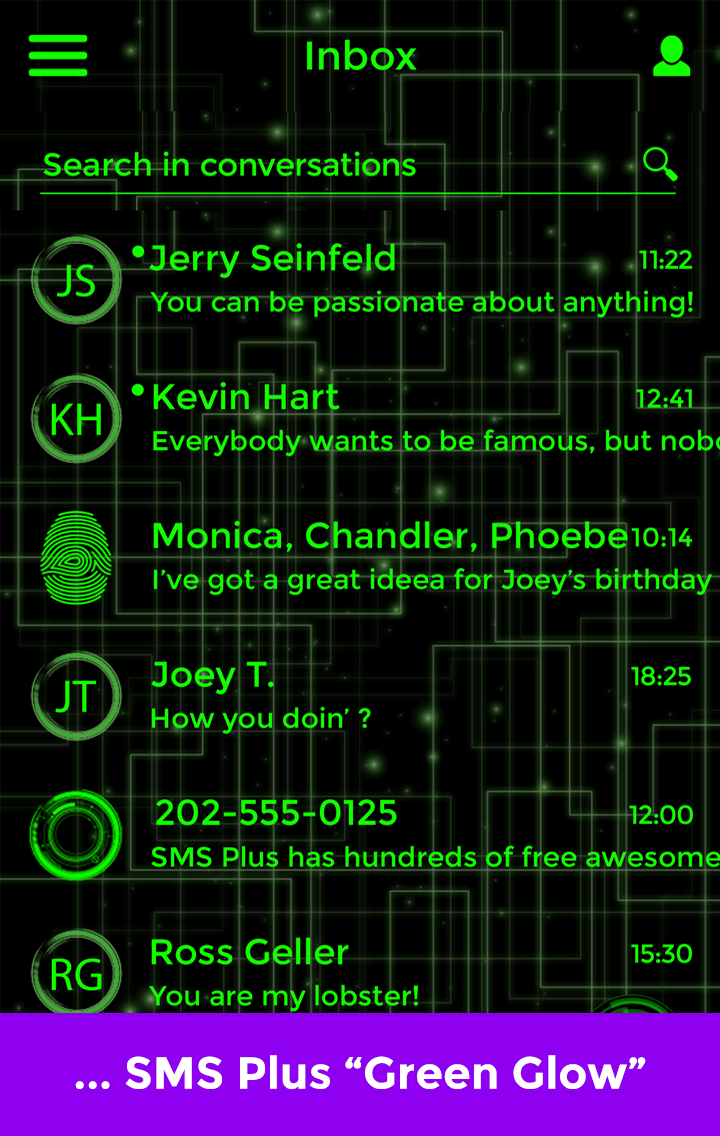 Inbox
Search in conversations
JS
•Jerry Seinfeld 11:22
You can be passionate about anything!
KH
•Kevin Hart 12:41
Everybody wants to be famous, but nobo
Monica, Chandler, Phoebe 10:14
I’ve got a great ideea for Joey’s birthday
JT
Joey T. 18:25
How you doin’ ?
202-555-0125 12:00
SMS Plus has hundreds of free awesome
RG
Ross Geller 15:30
You are my lobster!
... SMS Plus “Green Glow”